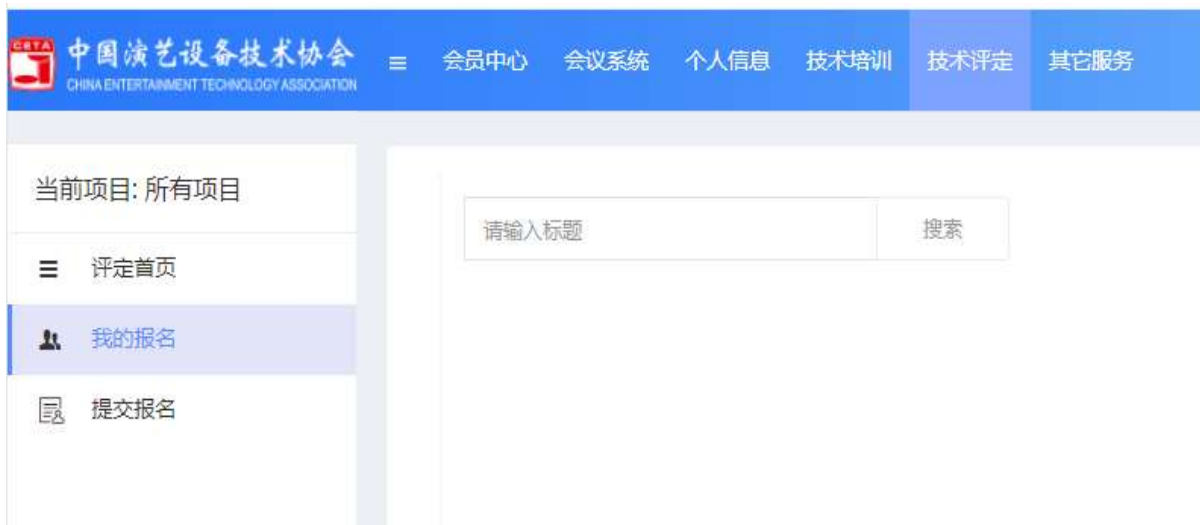 CETA 中国演艺设备技术协会
CHINA ENTERTAINMENT TECHNOLOGY ASSOCIATION
会员中心 会议系统 个人信息 技术培训 技术评定 其它服务
当前项目: 所有项目
请输入标题 搜索
评定首页
我的报名
提交报名